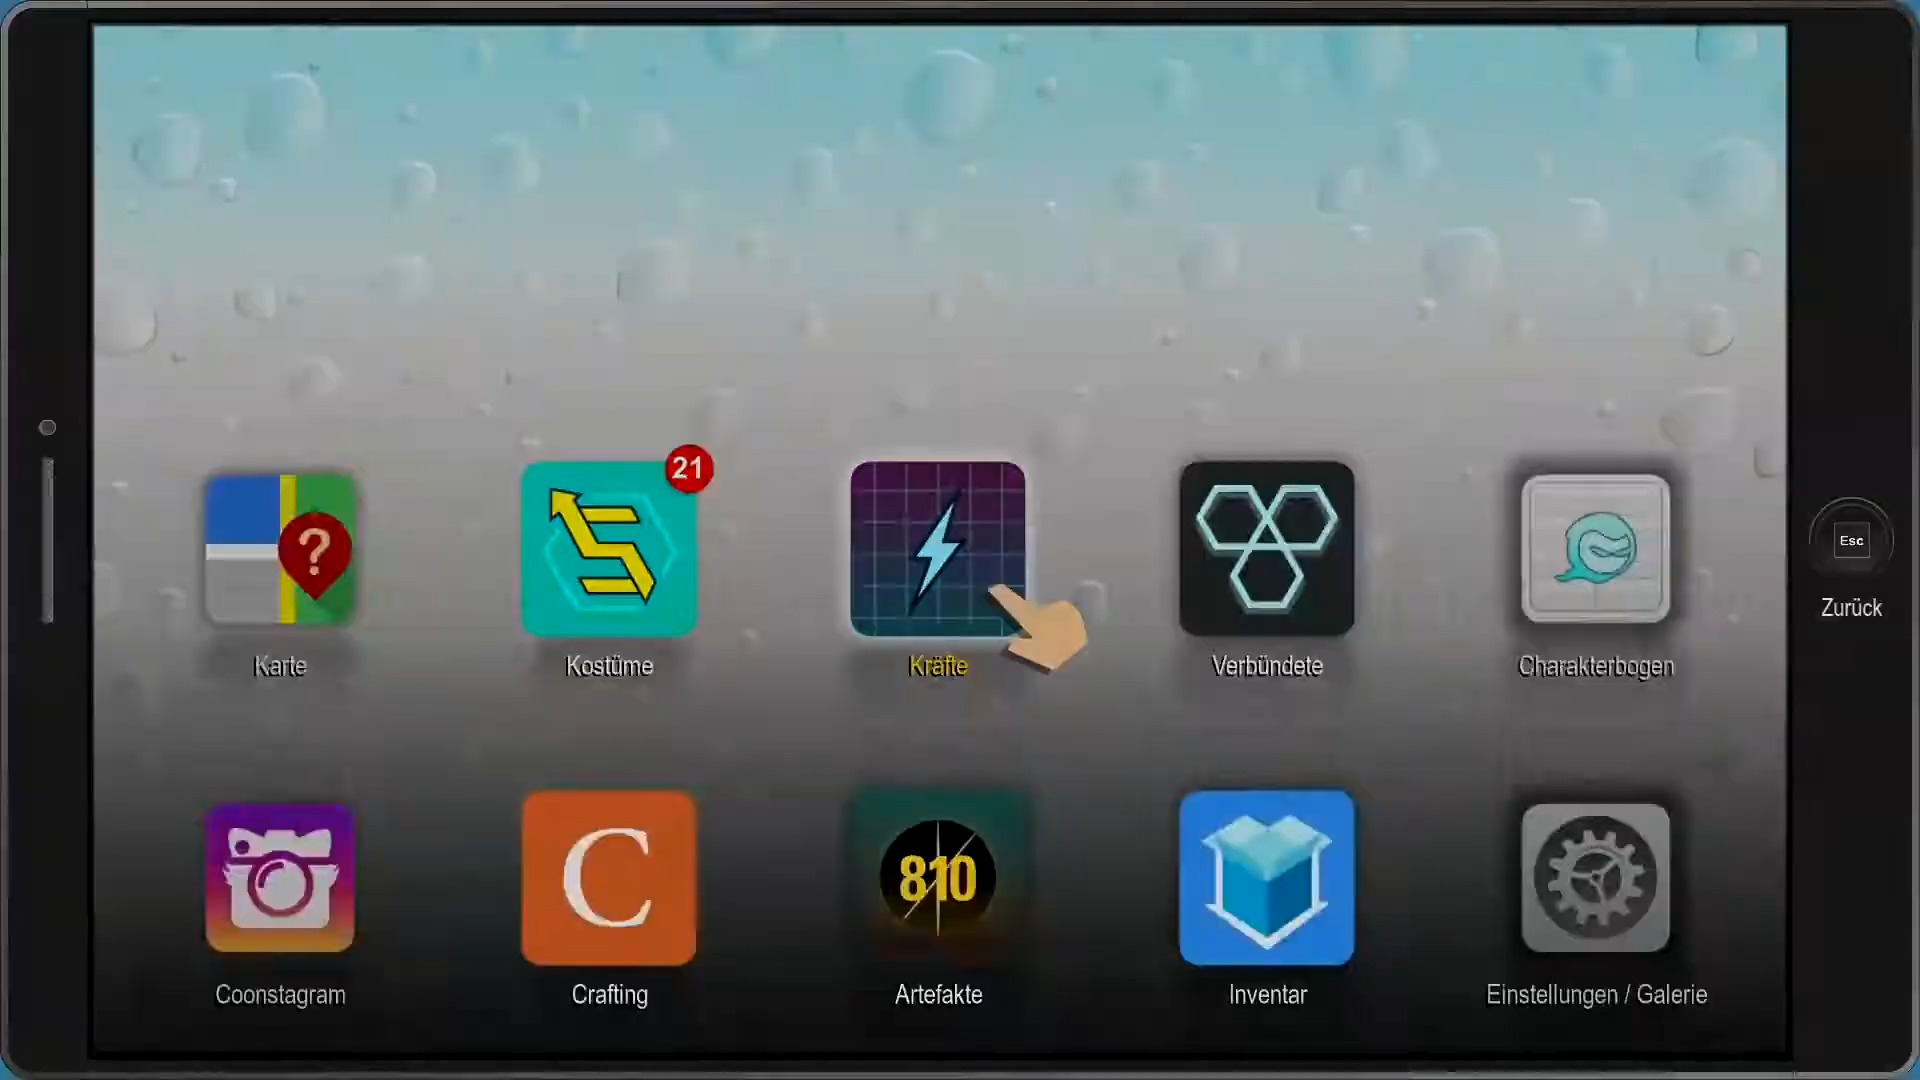 21
?
Esc
Zurück
Karte
Kostüme
Kräfte
Verbündete
Charakterbogen
C
810
Coonstagram
Crafting
Artefakte
Inventar
Einstellungen / Galerie